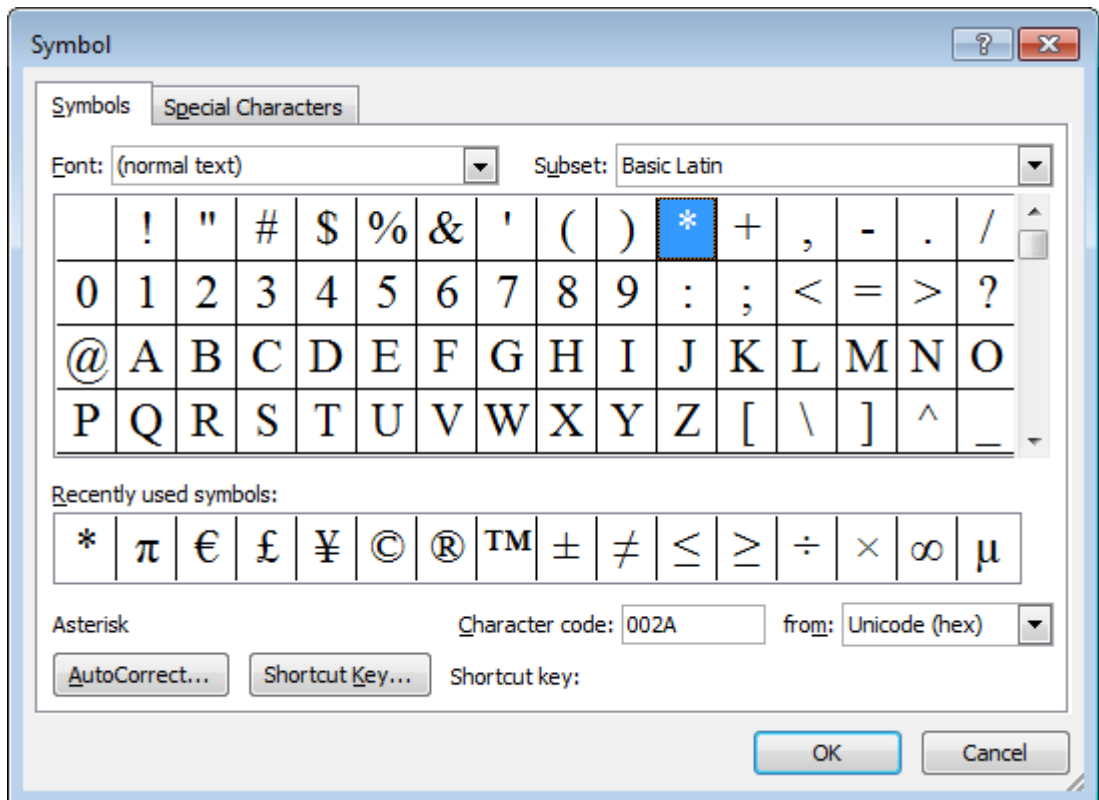 Symbol
Symbols Special Characters
Font: (normal text) Subset: Basic Latin
! " # $ % & ' ( ) * + , - . /
0 1 2 3 4 5 6 7 8 9 : ; < = > ?
@ A B C D E F G H I J K L M N O
P Q R S T U V W X Y Z [ \ ] ^ _
Recently used symbols:
* π € £ ¥ © ® ™ ± ≠ ≤ ≥ ÷ × ∞ µ
Asterisk Character code: 002A from: Unicode (hex)
AutoCorrect... Shortcut Key... Shortcut key:
OK Cancel